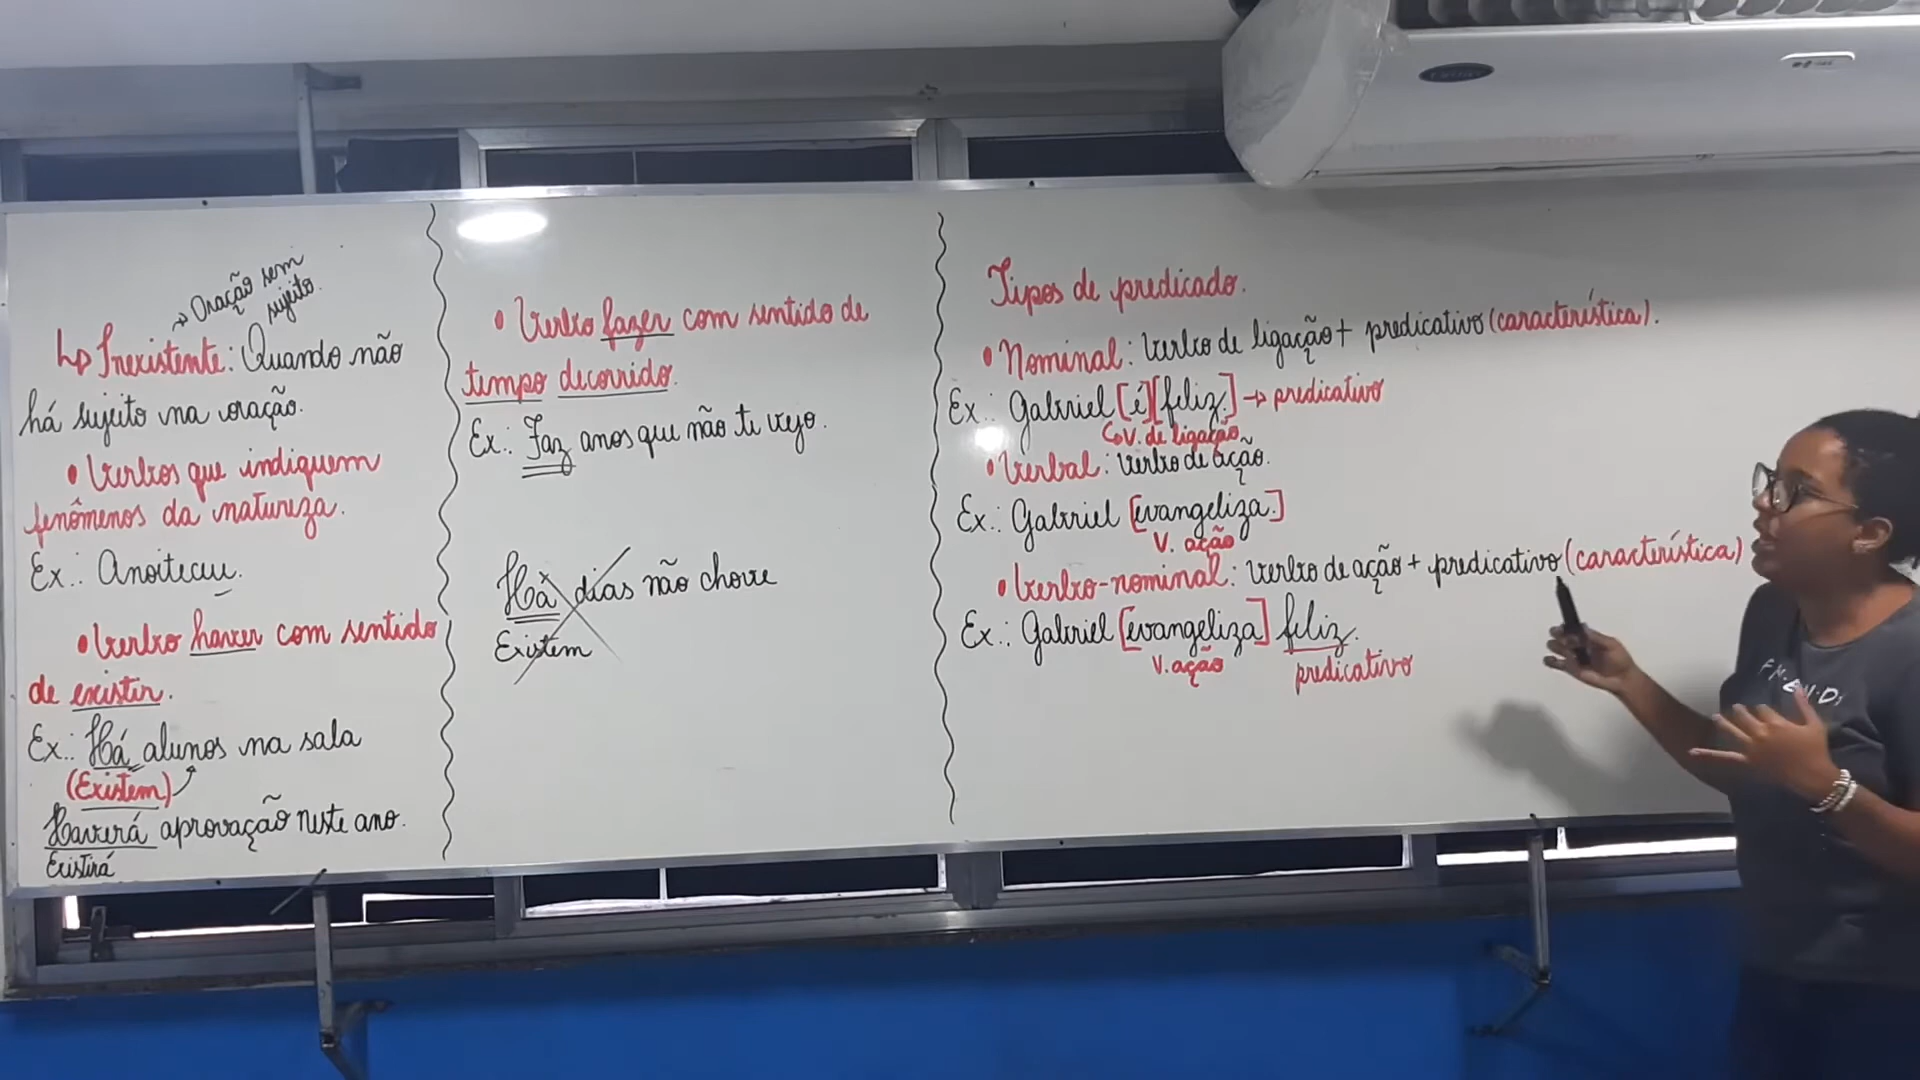 → Oração sem
sujeito.
↳ Inexistente: Quando não
há sujeito na oração.
• Verbos que indiquem
fenômenos da natureza.
Ex.: Anoiteceu.
• Verbo haver com sentido
de existir.
Ex.: Há alunos na sala
(Existem)
Haverá aprovação neste ano.
Existirá
• Verbo fazer com sentido de
tempo decorrido.
Ex.: Faz anos que não ti vejo.
Há dias não chove
Existem
Tipos de predicado.
• Nominal: verbo de ligação + predicativo (característica).
Ex.: Gabriel [é][feliz.] → predicativo
↳ V. de ligação
• Verbal: verbo de ação.
Ex.: Gabriel [evangeliza.]
V. ação
• Verbo-nominal: verbo de ação + predicativo (característica)
Ex.: Gabriel [evangeliza] feliz.
V. ação predicativo
Carrier